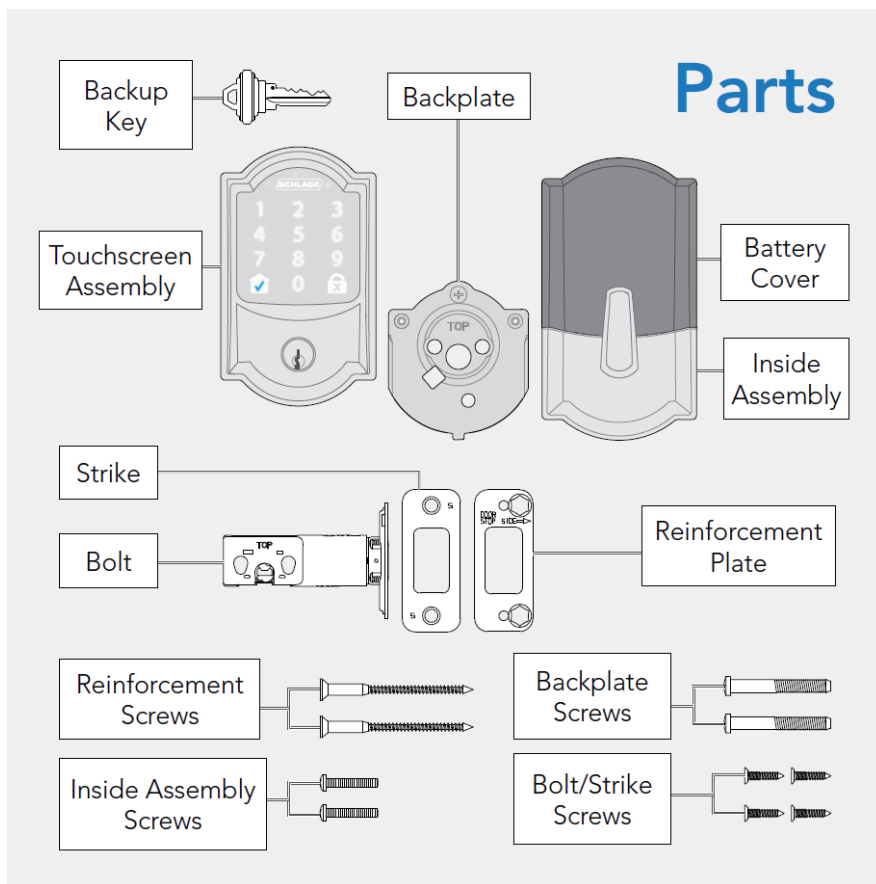 Parts
Backup
Key
Backplate
SCHLAGE
1 2 3
4 5 6
7 8 9
0
Touchscreen
Assembly
TOP
Battery
Cover
Inside
Assembly
Strike
S
S
DOOR
STOP SIDE
Reinforcement
Plate
Bolt
TOP
Reinforcement
Screws
Backplate
Screws
Inside Assembly
Screws
Bolt/Strike
Screws